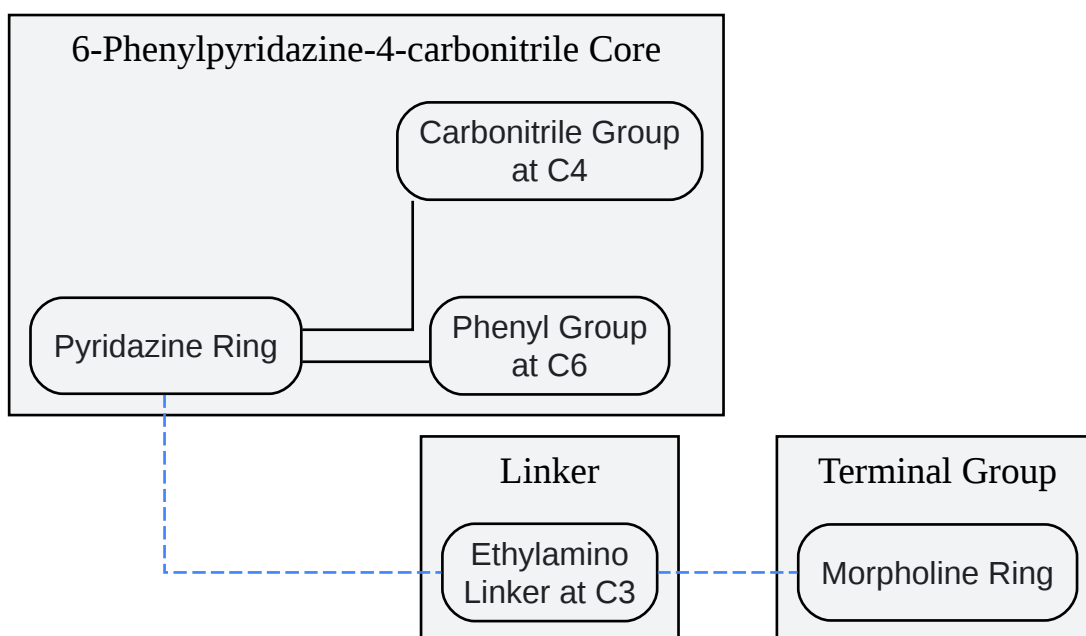 6-Phenylpyridazine-4-carbonitrile Core
Carbonitrile Group
at C4
Pyridazine Ring
Phenyl Group
at C6
Linker
Terminal Group
Ethylamino
Linker at C3
Morpholine Ring